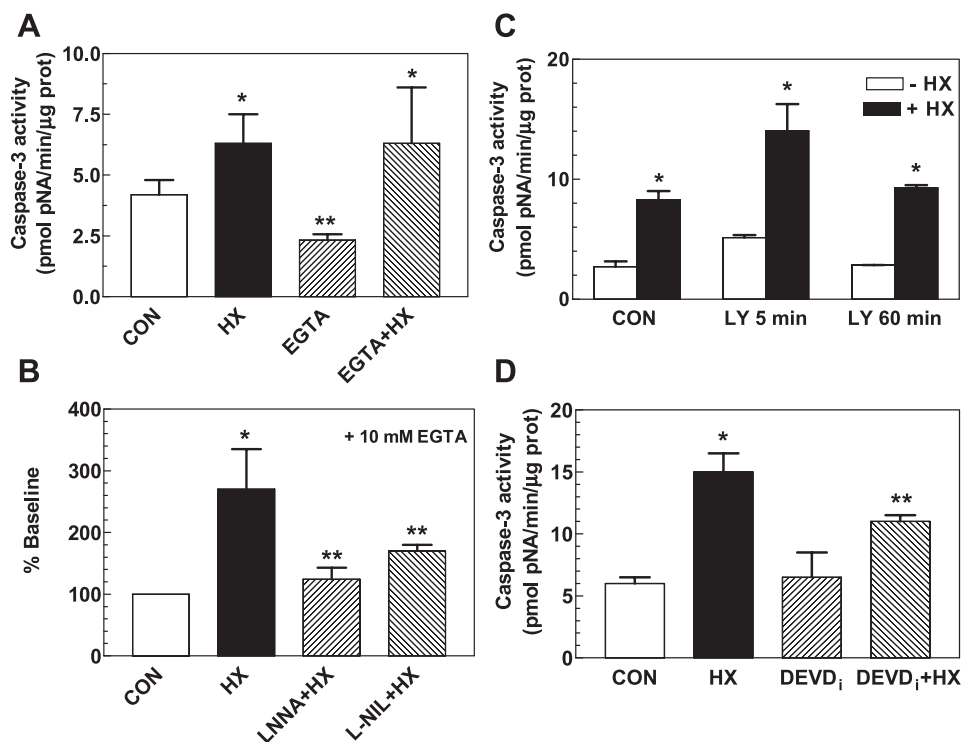 A
Caspase-3 activity
(pmol pNA/min/µg prot)
10.0
7.5
5.0
2.5
0.0
*
**
*
CON
HX
EGTA
EGTA+HX
C
Caspase-3 activity
(pmol pNA/min/µg prot)
20
10
0
- HX
+ HX
*
*
*
CON
LY 5 min
LY 60 min
B
% Baseline
400
300
200
100
0
+ 10 mM EGTA
*
**
**
CON
HX
LNNA+HX
L-NIL+HX
D
Caspase-3 activity
(pmol pNA/min/µg prot)
20
15
10
5
0
*
**
CON
HX
DEVDi
DEVDi+HX